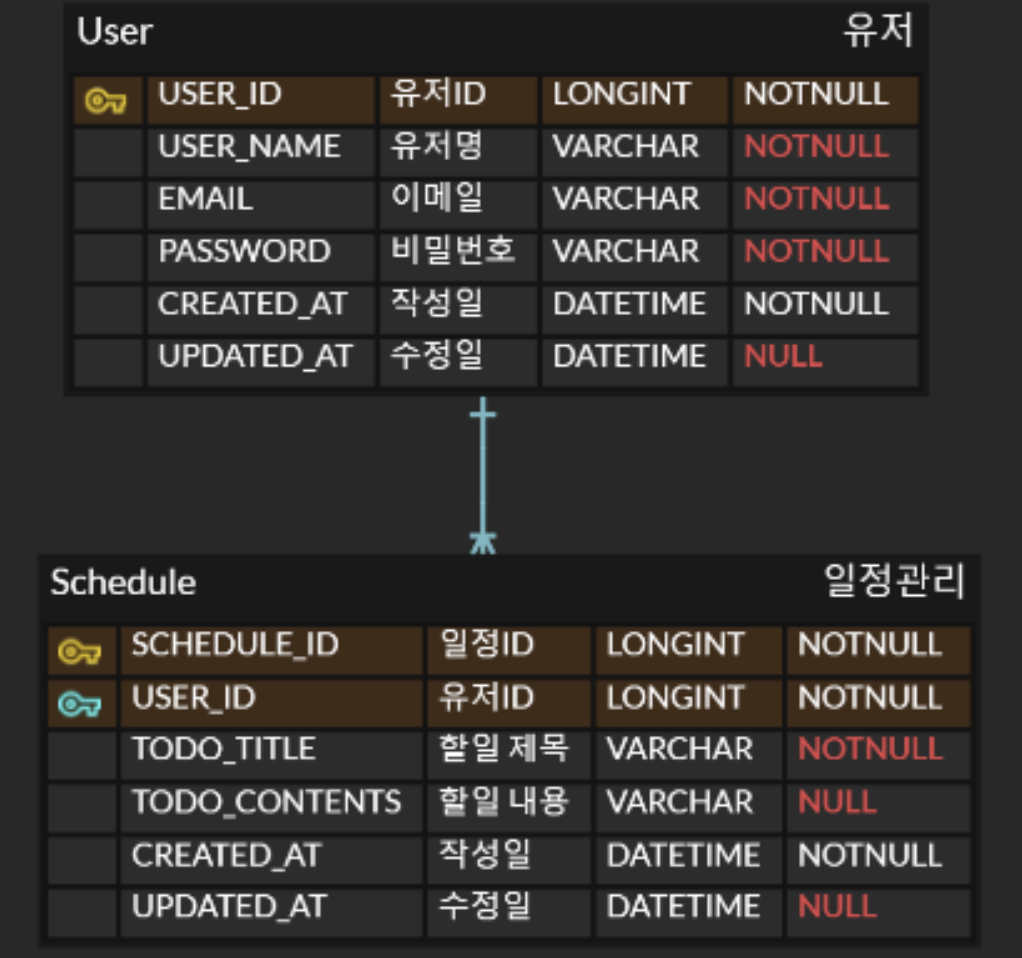 User 유저
USER_ID 유저ID LONGINT NOTNULL
USER_NAME 유저명 VARCHAR NOTNULL
EMAIL 이메일 VARCHAR NOTNULL
PASSWORD 비밀번호 VARCHAR NOTNULL
CREATED_AT 작성일 DATETIME NOTNULL
UPDATED_AT 수정일 DATETIME NULL
Schedule 일정관리
SCHEDULE_ID 일정ID LONGINT NOTNULL
USER_ID 유저ID LONGINT NOTNULL
TODO_TITLE 할일 제목 VARCHAR NOTNULL
TODO_CONTENTS 할일 내용 VARCHAR NULL
CREATED_AT 작성일 DATETIME NOTNULL
UPDATED_AT 수정일 DATETIME NULL